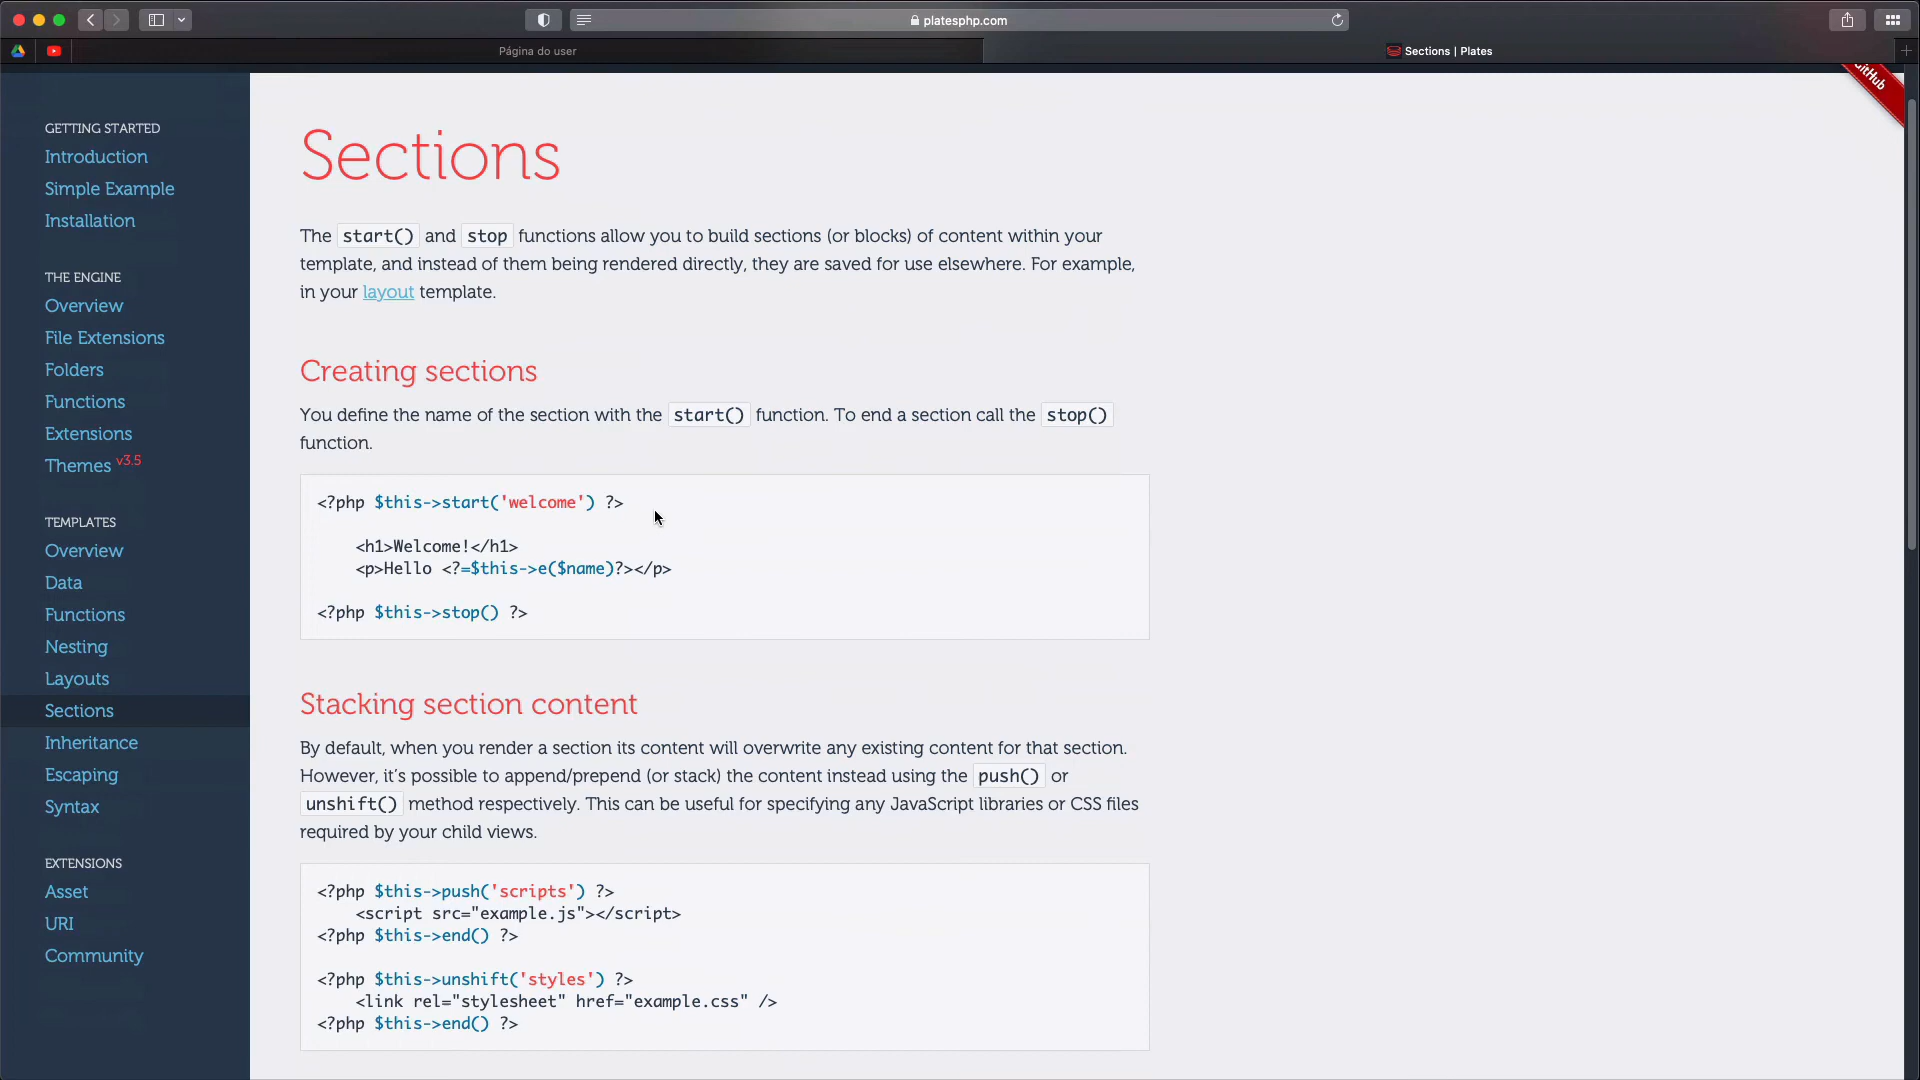 platesphp.com
Página do user
Sections | Plates
GitHub
GETTING STARTED
Introduction
Simple Example
Installation
THE ENGINE
Overview
File Extensions
Folders
Functions
Extensions
Themes v3.5
TEMPLATES
Overview
Data
Functions
Nesting
Layouts
Sections
Inheritance
Escaping
Syntax
EXTENSIONS
Asset
URI
Community
Sections
The start() and stop functions allow you to build sections (or blocks) of content within your
template, and instead of them being rendered directly, they are saved for use elsewhere. For example,
in your layout template.
Creating sections
You define the name of the section with the start() function. To end a section call the stop()
function.
<?php $this->start('welcome') ?>
<h1>Welcome!</h1>
<p>Hello <?=$this->e($name)?></p>
<?php $this->stop() ?>
Stacking section content
By default, when you render a section its content will overwrite any existing content for that section.
However, it’s possible to append/prepend (or stack) the content instead using the push() or
unshift() method respectively. This can be useful for specifying any JavaScript libraries or CSS files
required by your child views.
<?php $this->push('scripts') ?>
<script src="example.js"></script>
<?php $this->end() ?>
<?php $this->unshift('styles') ?>
<link rel="stylesheet" href="example.css" />
<?php $this->end() ?>